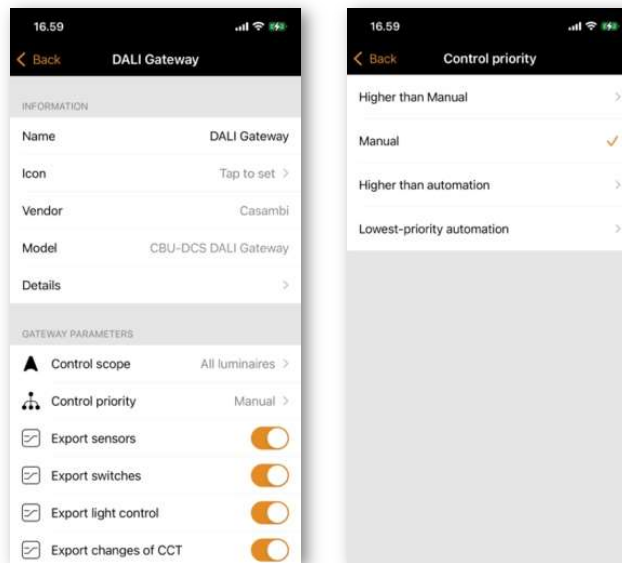 16.59
Back DALI Gateway
INFORMATION
Name DALI Gateway
Icon Tap to set
Vendor Casambi
Model CBU-DCS DALI Gateway
Details
GATEWAY PARAMETERS
Control scope All luminaires
Control priority Manual
Export sensors
Export switches
Export light control
Export changes of CCT
16.59
Back Control priority
Higher than Manual
Manual
Higher than automation
Lowest-priority automation